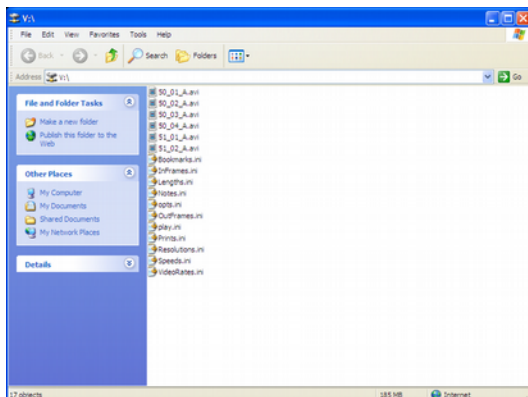 V:\
File Edit View Favorites Tools Help
Back Search Folders
Address V:\ Go
File and Folder Tasks
Make a new folder
Publish this folder to the
Web
Other Places
My Computer
My Documents
Shared Documents
My Network Places
Details
50_01_A.avi
50_02_A.avi
50_03_A.avi
50_04_A.avi
51_01_A.avi
51_02_A.avi
Bookmarks.ini
InFrames.ini
Lengths.ini
Notes.ini
opts.ini
OutFrames.ini
play.ini
Prints.ini
Resolutions.ini
Speeds.ini
VideoRates.ini
17 objects 185 MB Internet